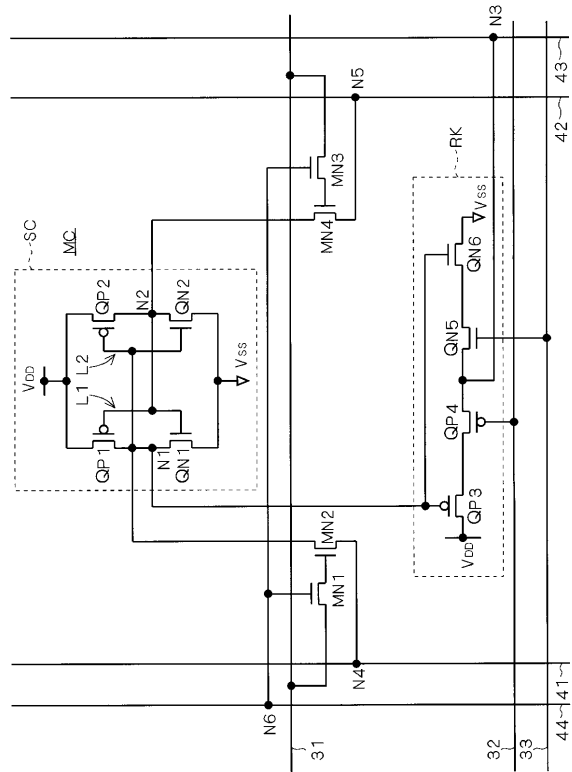 SC
MC
VDD
L1
L2
QP1
QP2
N1
N2
QN1
QN2
VSS
MN1
MN2
MN3
MN4
N6
N4
N5
N3
31
RK
VDD
QP3
QP4
QN5
QN6
VSS
32
33
44
41
42
43